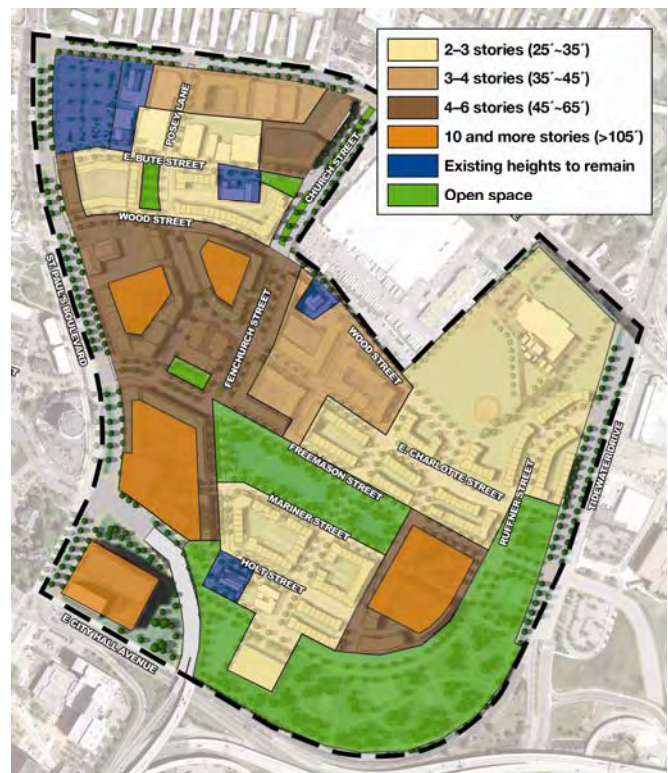 2–3 stories (25´~35´)
3–4 stories (35´~45´)
4–6 stories (45´~65´)
10 and more stories (>105´)
Existing heights to remain
Open space
POSEY LANE
E. BUTE STREET
CHURCH STREET
WOOD STREET
ST. PAUL'S BOULEVARD
FENCHURCH STREET
WOOD STREET
FREEMASON STREET
E. CHARLOTTE STREET
TIDEWATER DRIVE
RUFFNER STREET
MARINER STREET
HOLT STREET
E CITY HALL AVENUE